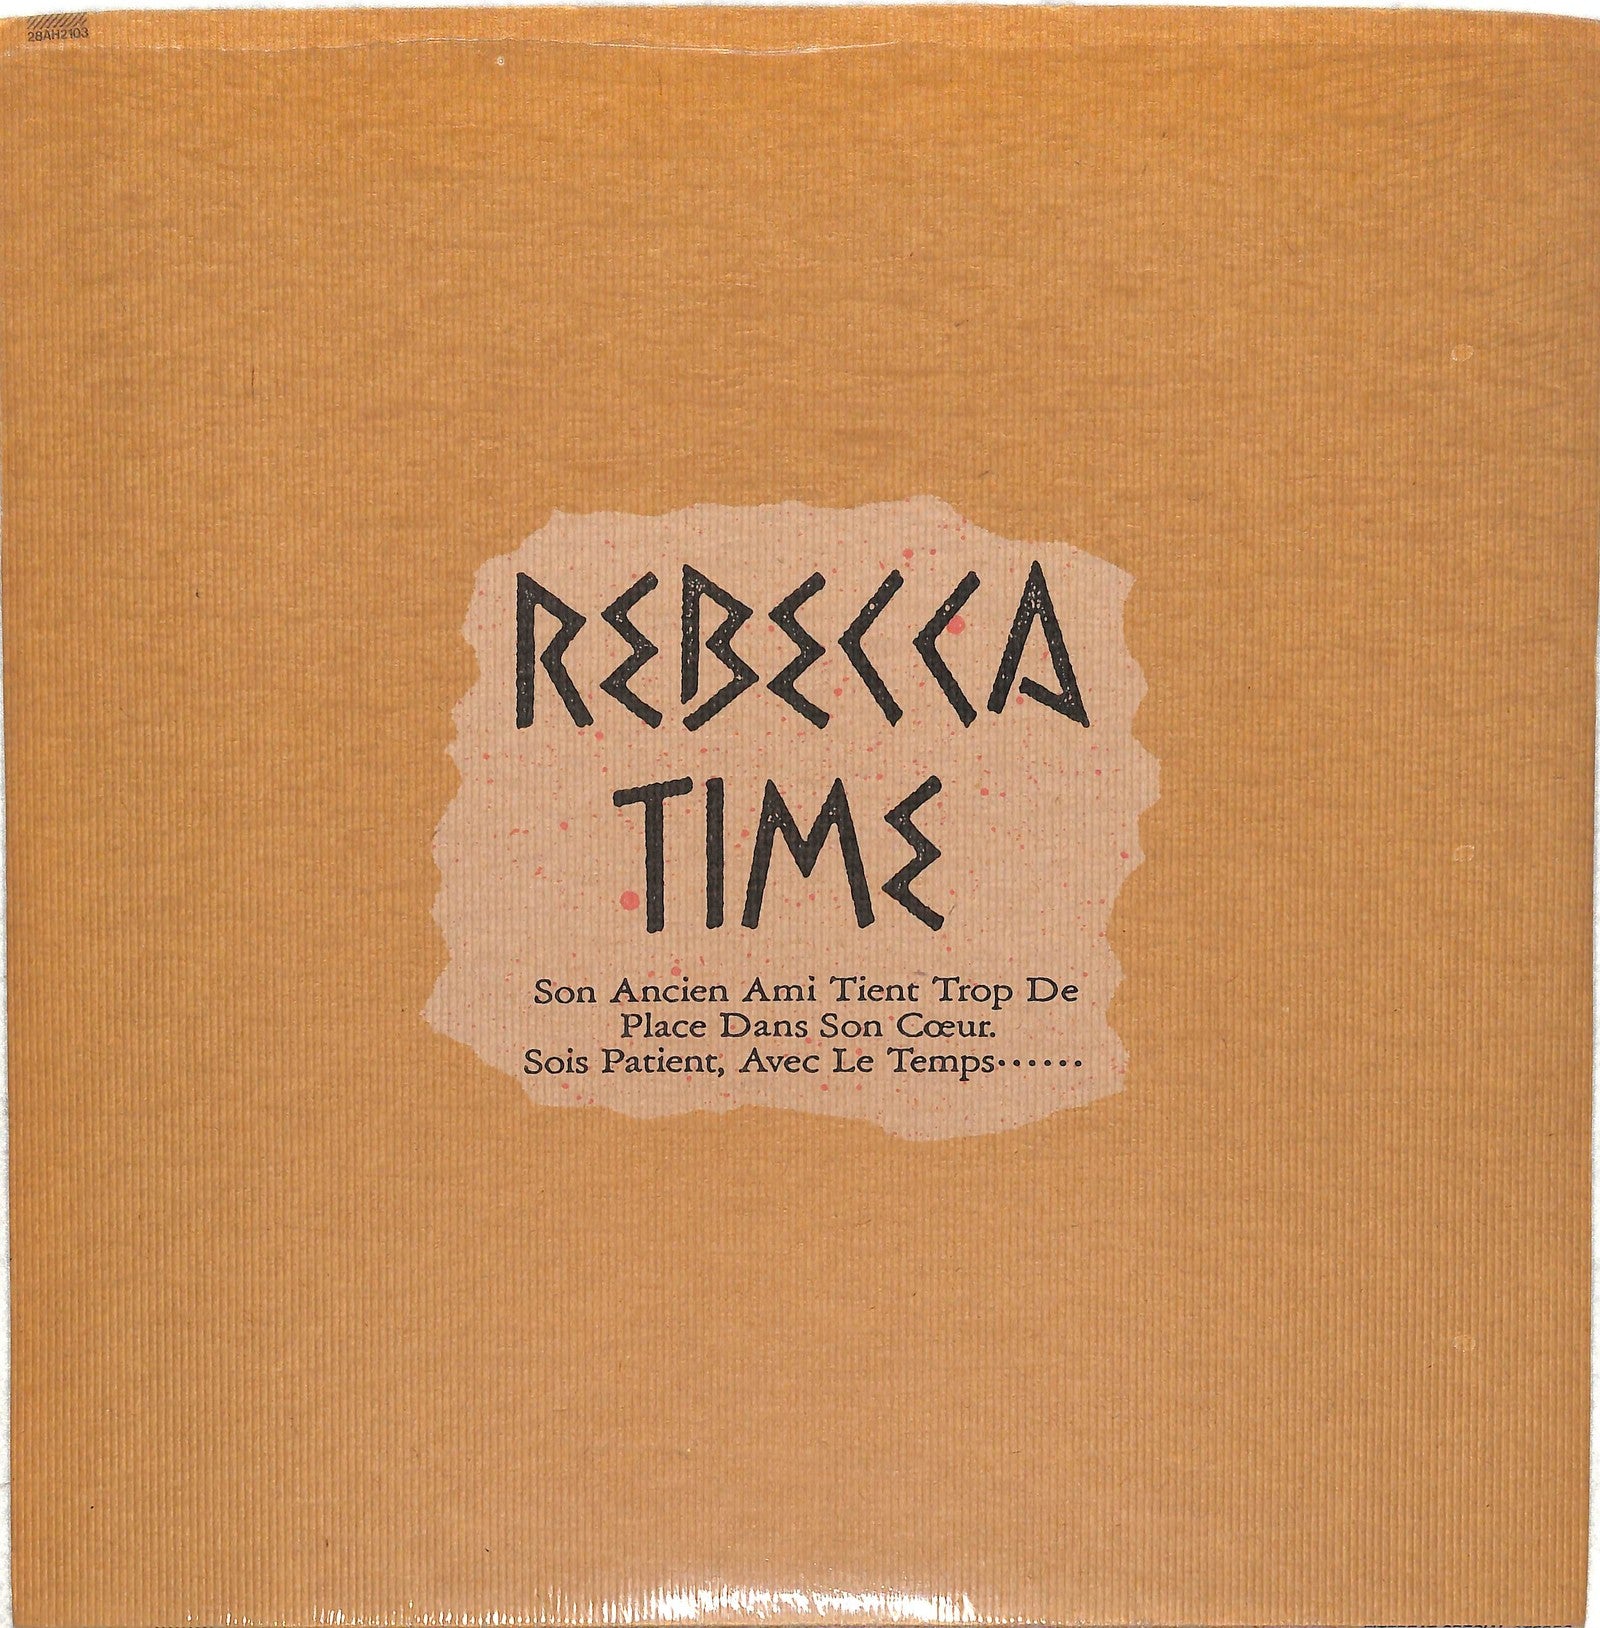 28AH2103
REBECCA
TIME
Son Ancien Ami Tient Trop De
Place Dans Son Cœur.
Sois Patient, Avec Le Temps······